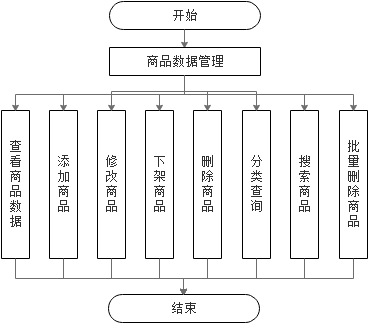 开始
商品数据管理
查看商品数据
添加商品
修改商品
下架商品
删除商品
分类查询
搜索商品
批量删除商品
结束